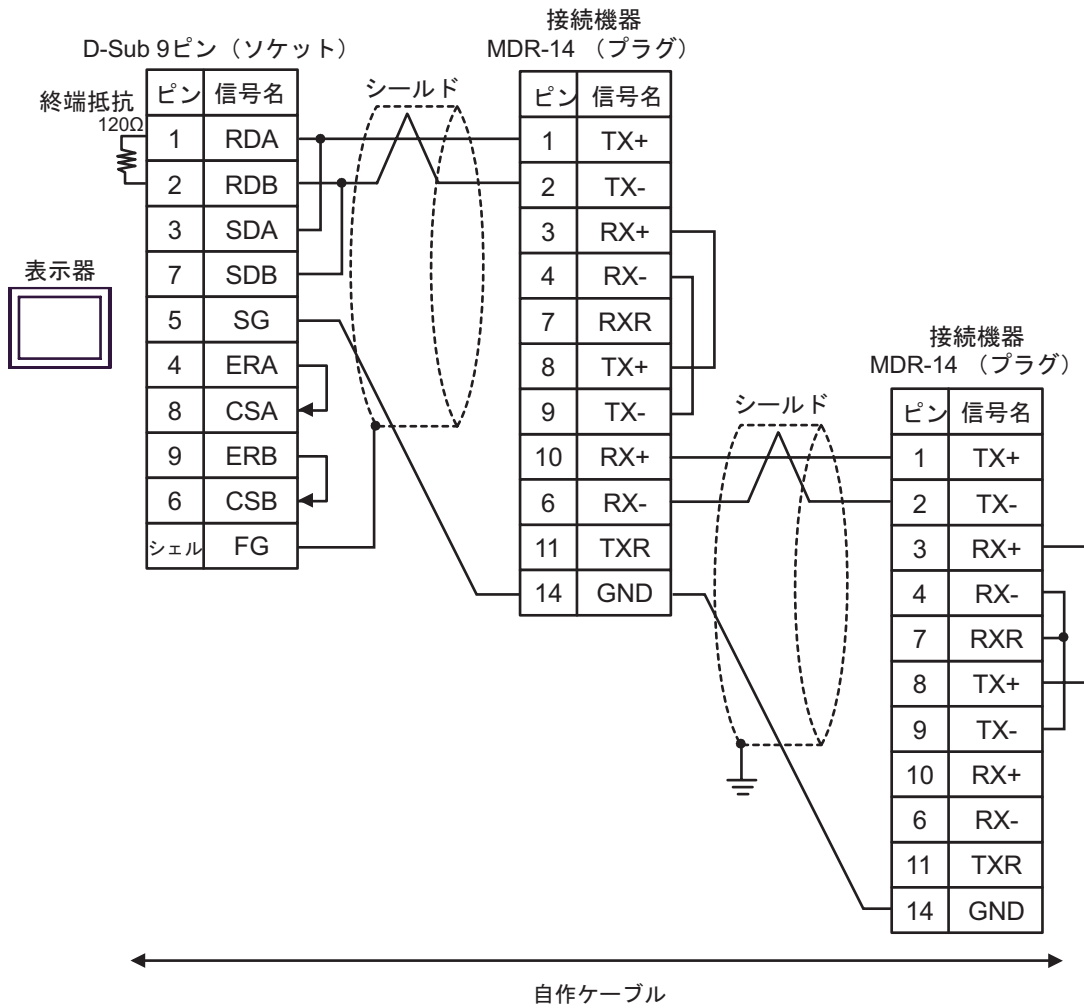 接続機器
MDR-14 （プラグ）
D-Sub 9ピン（ソケット）
シールド
終端抵抗
120Ω
ピン 信号名
1 RDA
2 RDB
3 SDA
7 SDB
5 SG
4 ERA
8 CSA
9 ERB
6 CSB
シェル FG
表示器
ピン 信号名
1 TX+
2 TX-
3 RX+
4 RX-
7 RXR
8 TX+
9 TX-
10 RX+
6 RX-
11 TXR
14 GND
シールド
接続機器
MDR-14 （プラグ）
ピン 信号名
1 TX+
2 TX-
3 RX+
4 RX-
7 RXR
8 TX+
9 TX-
10 RX+
6 RX-
11 TXR
14 GND
自作ケーブル